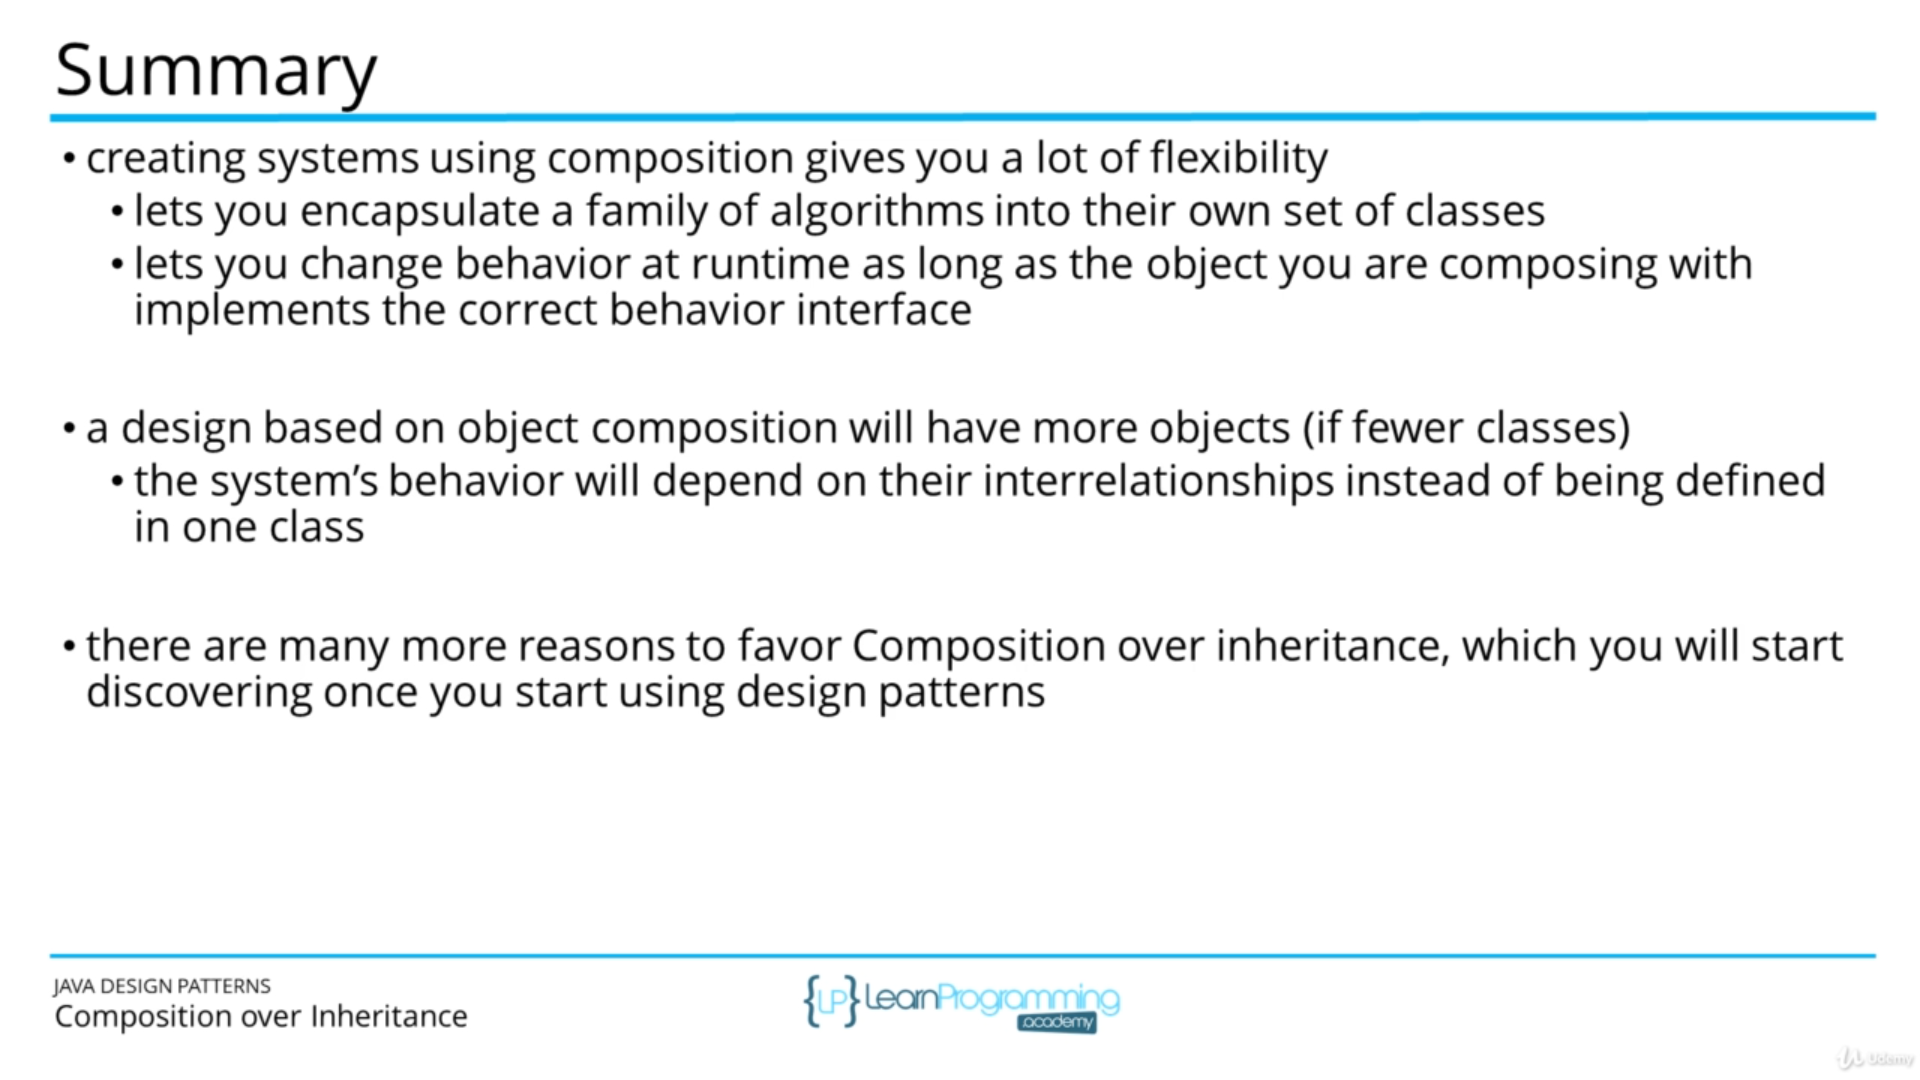 Summary
• creating systems using composition gives you a lot of flexibility
• lets you encapsulate a family of algorithms into their own set of classes
• lets you change behavior at runtime as long as the object you are composing with
implements the correct behavior interface
• a design based on object composition will have more objects (if fewer classes)
• the system’s behavior will depend on their interrelationships instead of being defined
in one class
• there are many more reasons to favor Composition over inheritance, which you will start
discovering once you start using design patterns
JAVA DESIGN PATTERNS
Composition over Inheritance
{LP} LearnProgramming
academy
Udemy